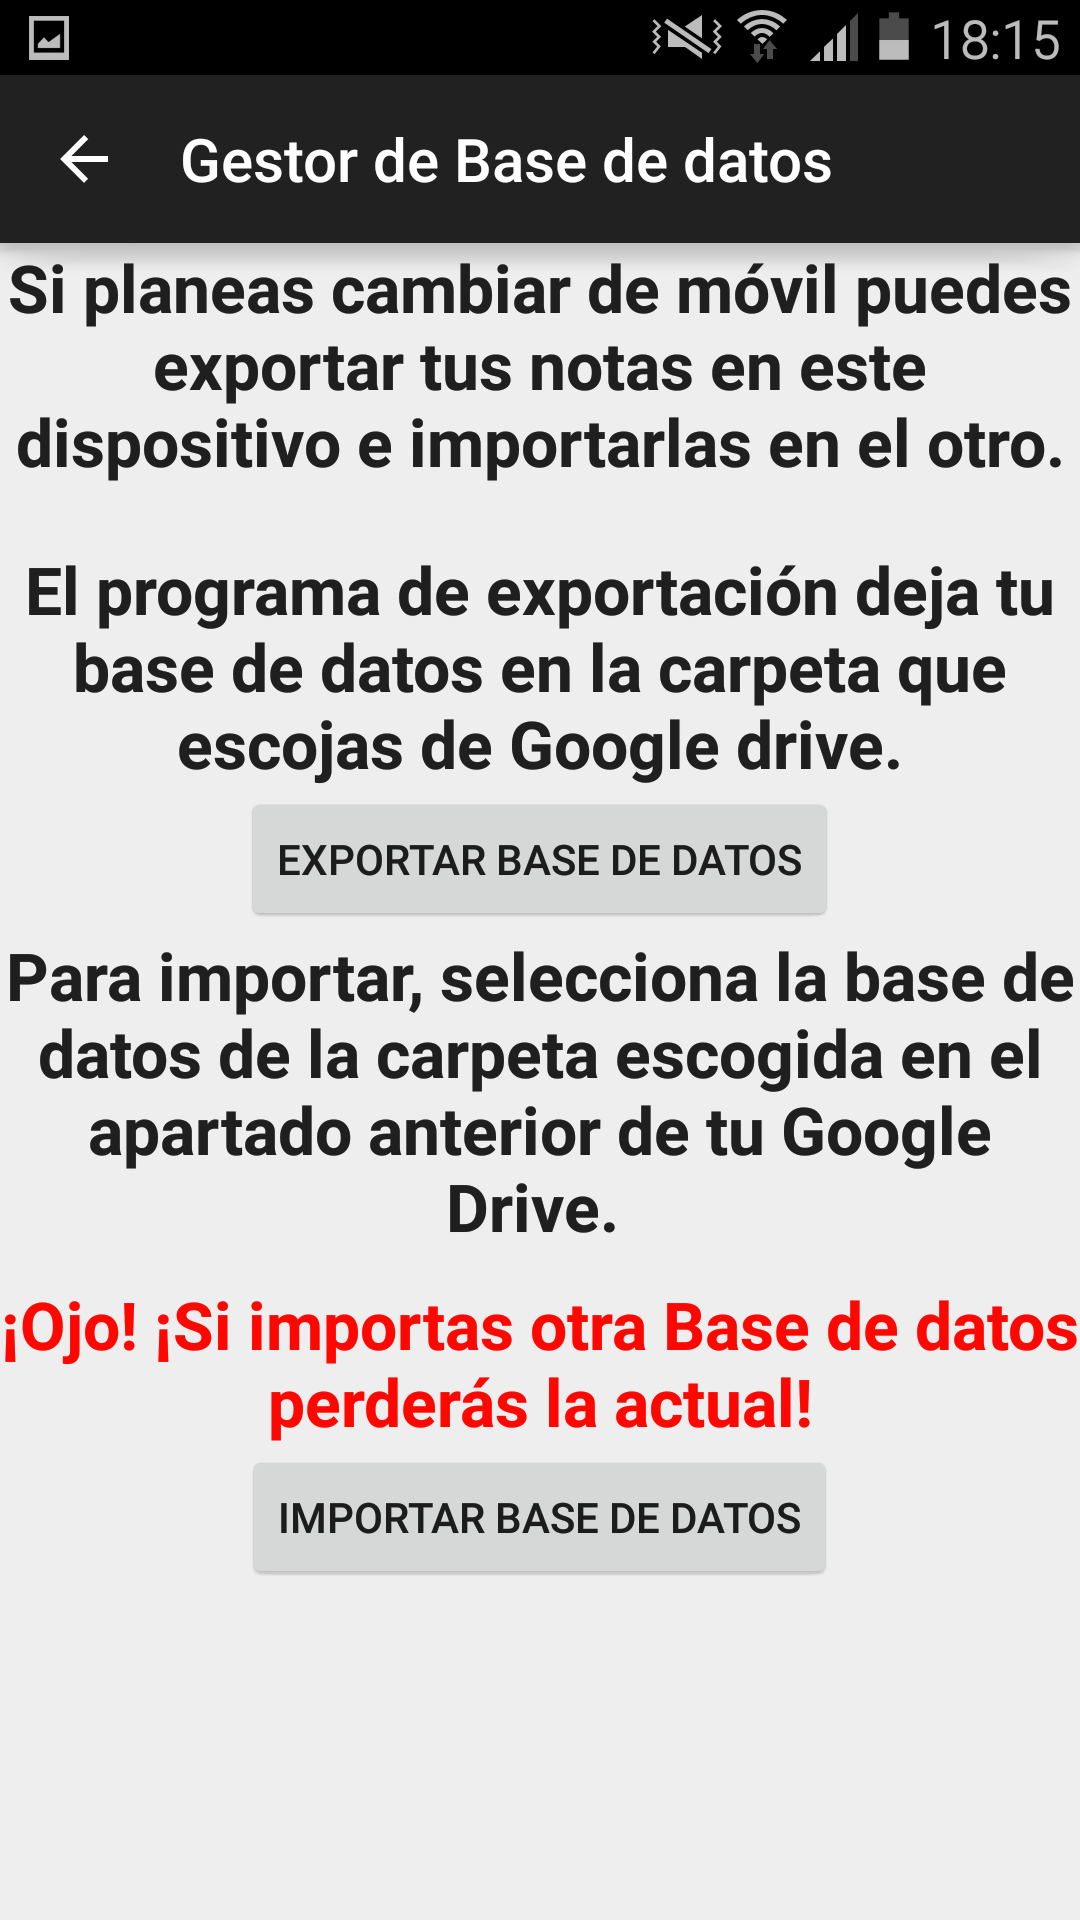 18:15
Gestor de Base de datos
Si planeas cambiar de móvil puedes
exportar tus notas en este
dispositivo e importarlas en el otro.
El programa de exportación deja tu
base de datos en la carpeta que
escojas de Google drive.
EXPORTAR BASE DE DATOS
Para importar, selecciona la base de
datos de la carpeta escogida en el
apartado anterior de tu Google
Drive.
¡Ojo! ¡Si importas otra Base de datos
perderás la actual!
IMPORTAR BASE DE DATOS